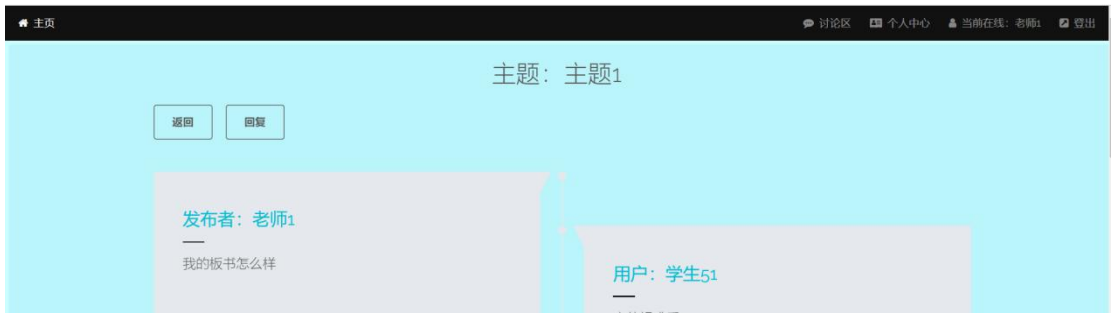 主页 讨论区 个人中心 当前在线：老师1 登出
主题：主题1
返回 回复
发布者：老师1
我的板书怎么样
用户：学生51